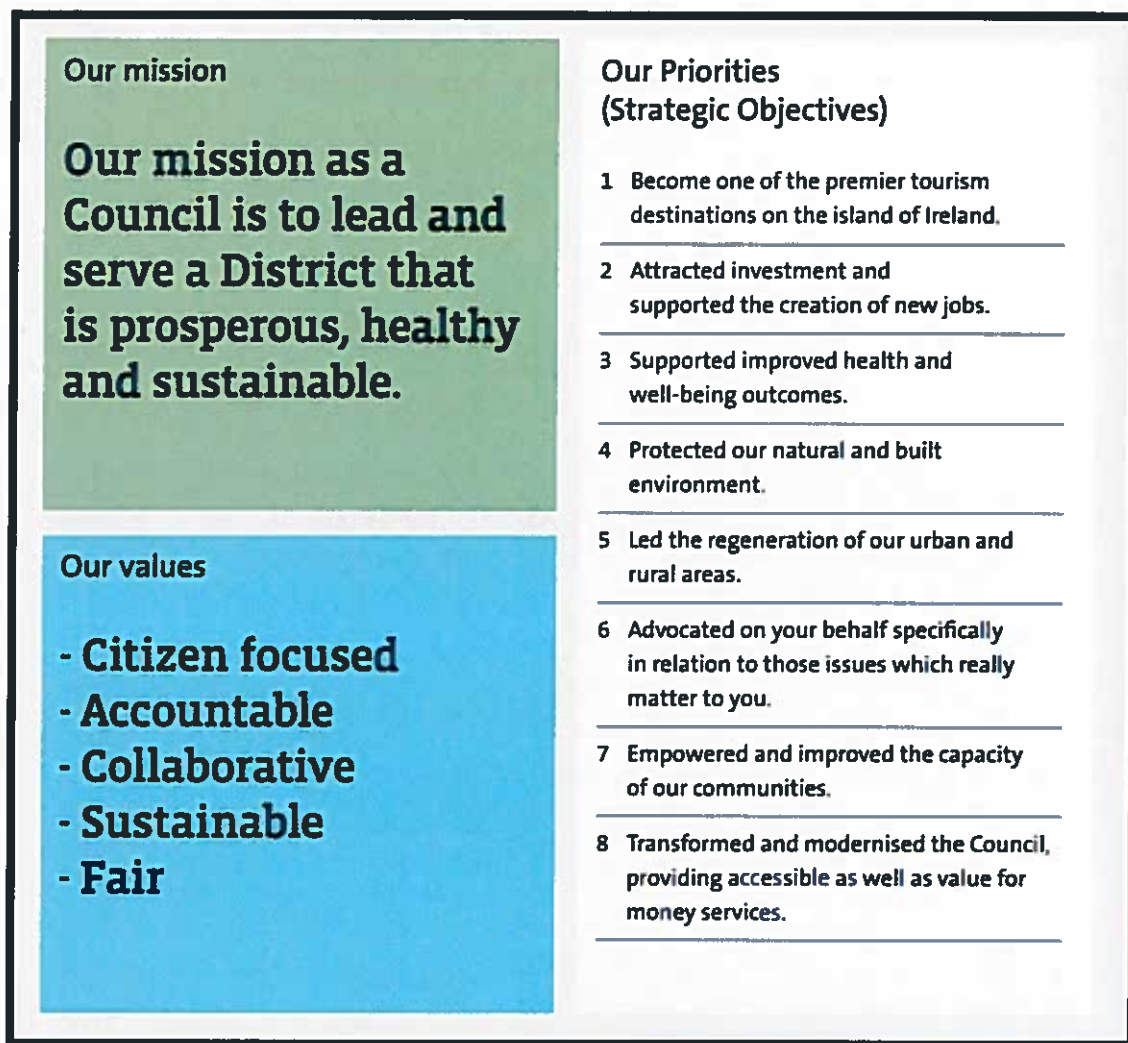 Our mission
Our mission as a
Council is to lead and
serve a District that
is prosperous, healthy
and sustainable.
Our values
- Citizen focused
- Accountable
- Collaborative
- Sustainable
- Fair
Our Priorities
(Strategic Objectives)
1 Become one of the premier tourism
destinations on the island of Ireland.
2 Attracted investment and
supported the creation of new jobs.
3 Supported improved health and
well-being outcomes.
4 Protected our natural and built
environment.
5 Led the regeneration of our urban and
rural areas.
6 Advocated on your behalf specifically
in relation to those issues which really
matter to you.
7 Empowered and improved the capacity
of our communities.
8 Transformed and modernised the Council,
providing accessible as well as value for
money services.